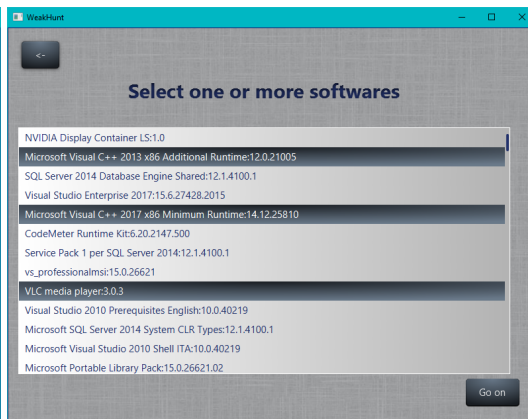 WeakHunt
<-
Select one or more softwares
NVIDIA Display Container LS:1.0
Microsoft Visual C++ 2013 x86 Additional Runtime:12.0.21005
SQL Server 2014 Database Engine Shared:12.1.4100.1
Visual Studio Enterprise 2017:15.6.27428.2015
Microsoft Visual C++ 2017 x86 Minimum Runtime:14.12.25810
CodeMeter Runtime Kit:6.20.2147.500
Service Pack 1 per SQL Server 2014:12.1.4100.1
vs_professionalmsi:15.0.26621
VLC media player:3.0.3
Visual Studio 2010 Prerequisites English:10.0.40219
Microsoft SQL Server 2014 System CLR Types:12.1.4100.1
Microsoft Visual Studio 2010 Shell ITA:10.0.40219
Microsoft Portable Library Pack:15.0.26621.02
Go on